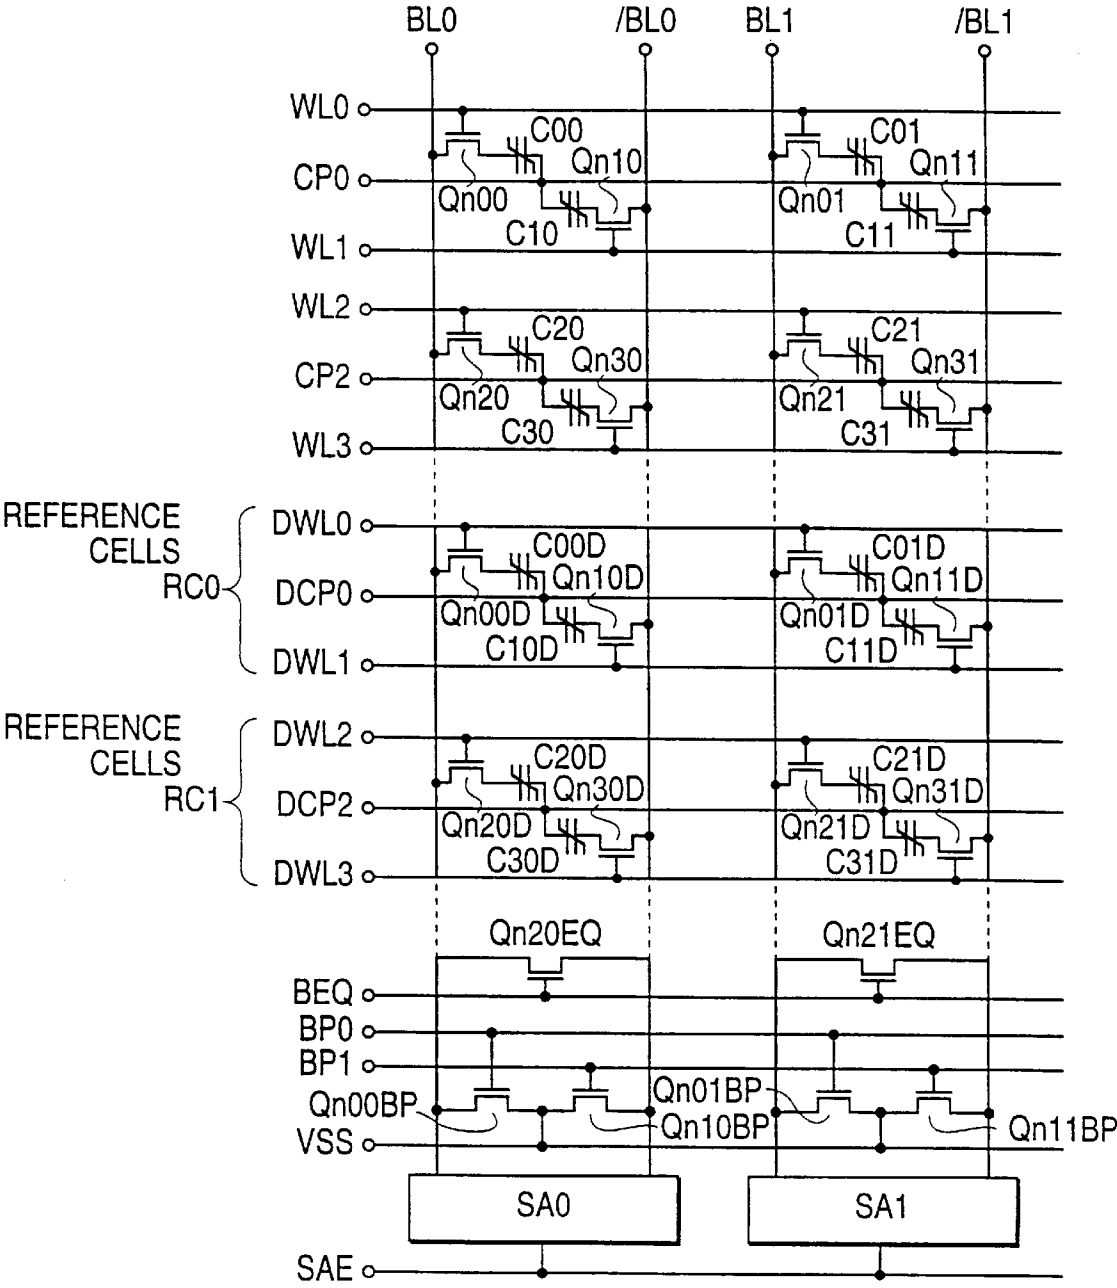 BL0 /BL0 BL1 /BL1
WL0
C00 C01
Qn10 Qn11
CP0
Qn00 Qn01
C10 C11
WL1
WL2
C20 C21
Qn30 Qn31
CP2
Qn20 Qn21
C30 C31
WL3
REFERENCE
CELLS
RC0
DWL0
C00D C01D
Qn10D Qn11D
DCP0
Qn00D Qn01D
C10D C11D
DWL1
REFERENCE
CELLS
RC1
DWL2
C20D C21D
Qn30D Qn31D
DCP2
Qn20D Qn21D
C30D C31D
DWL3
Qn20EQ Qn21EQ
BEQ
BP0
BP1
Qn00BP Qn01BP
Qn10BP Qn11BP
VSS
SA0 SA1
SAE